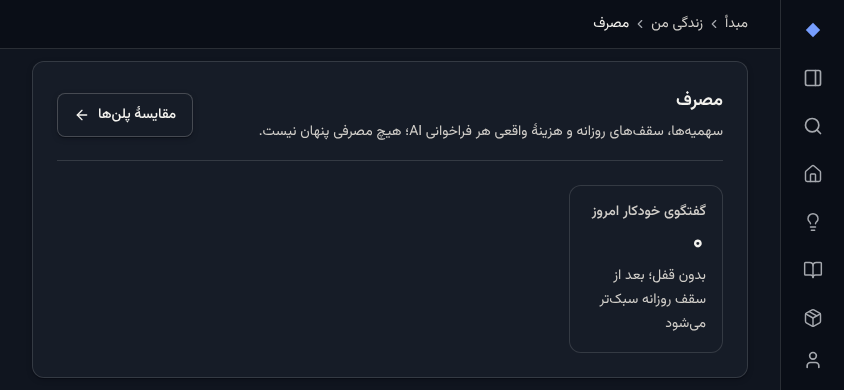 مبدأ › زندگی من › مصرف
مصرف
سهمیه‌ها، سقف‌های روزانه و هزینهٔ واقعی هر فراخوانی AI؛ هیچ مصرفی پنهان نیست.
مقایسهٔ پلن‌ها ←
گفتگوی خودکار امروز
۰
بدون قفل؛ بعد از
سقف روزانه سبک‌تر
می‌شود